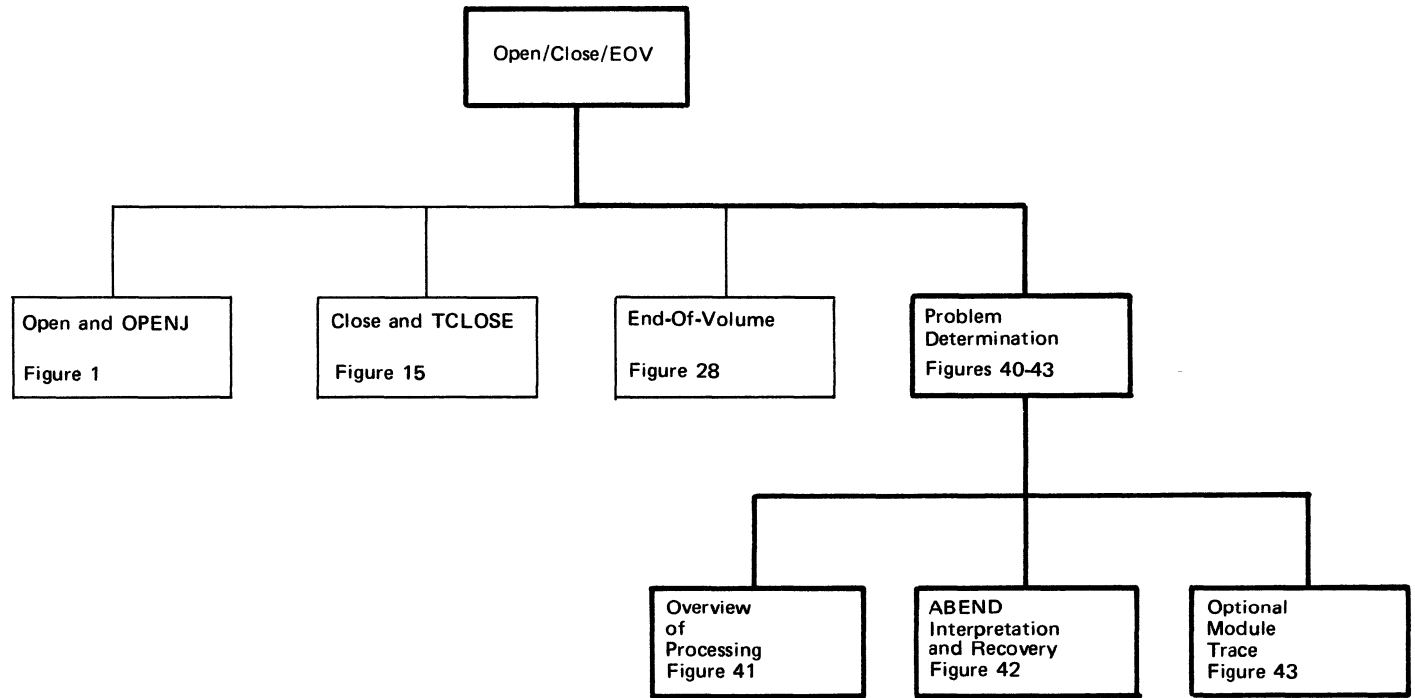 Open/Close/EOV
Open and OPENJ
Figure 1
Close and TCLOSE
Figure 15
End-Of-Volume
Figure 28
Problem
Determination
Figures 40-43
Overview
of
Processing
Figure 41
ABEND
Interpretation
and Recovery
Figure 42
Optional
Module
Trace
Figure 43